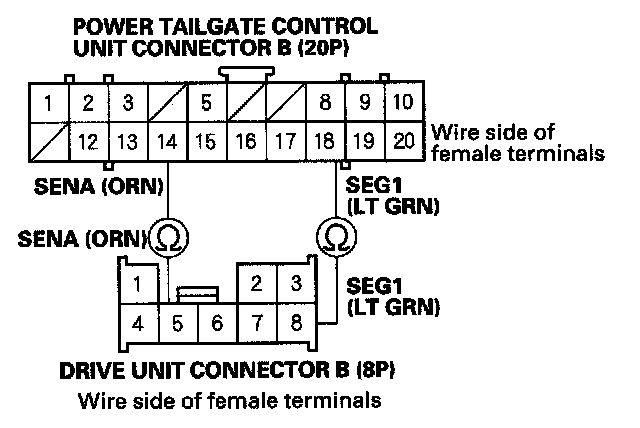 POWER TAILGATE CONTROL
UNIT CONNECTOR B (20P)
1 2 3 5 8 9 10
12 13 14 15 16 17 18 19 20
Wire side of
female terminals
SENA (ORN)
SEG1
(LT GRN)
SENA (ORN)
Ω Ω
1 2 3
SEG1
(LT GRN)
4 5 6 7 8
DRIVE UNIT CONNECTOR B (8P)
Wire side of female terminals